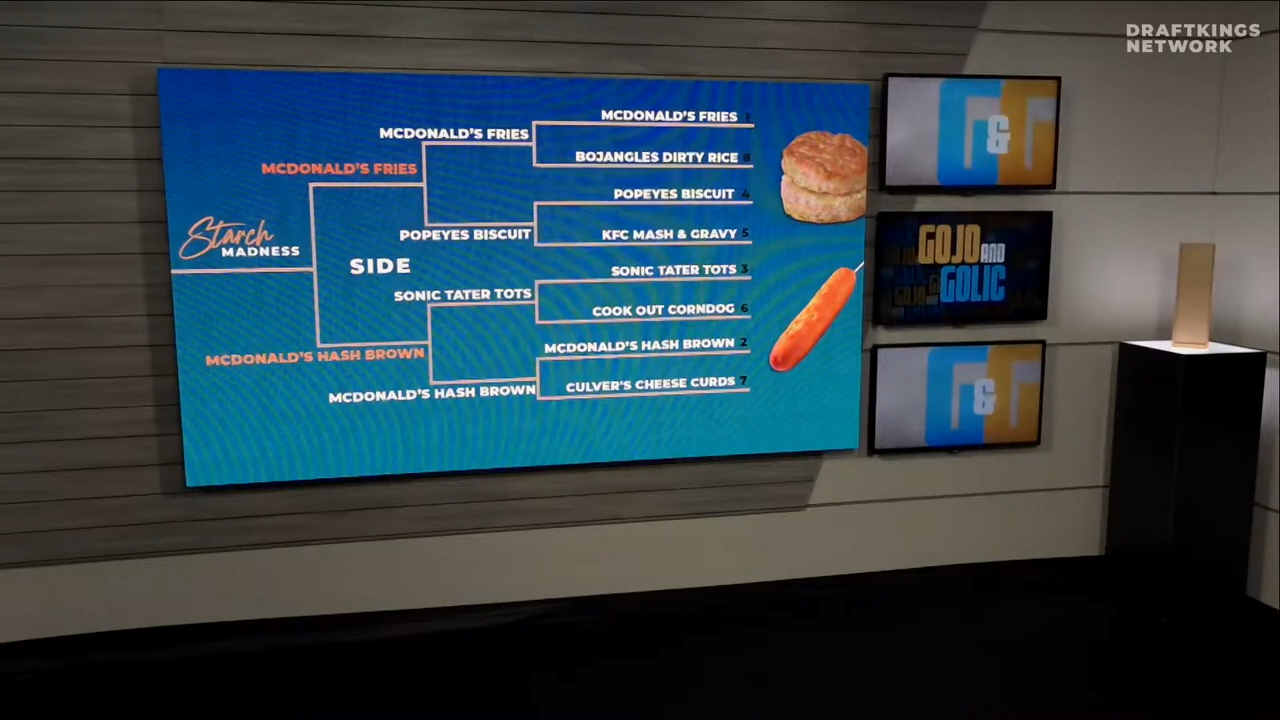 DRAFTKINGS
NETWORK
MCDONALD'S FRIES 1
MCDONALD'S FRIES
BOJANGLES DIRTY RICE 8
MCDONALD'S FRIES
POPEYES BISCUIT 4
POPEYES BISCUIT
KFC MASH & GRAVY 5
Starch
MADNESS
SIDE
SONIC TATER TOTS 3
SONIC TATER TOTS
COOK OUT CORNDOG 6
MCDONALD'S HASH BROWN
MCDONALD'S HASH BROWN 2
MCDONALD'S HASH BROWN
CULVER'S CHEESE CURDS 7
G & G
GOJO AND
GOLIC
G & G